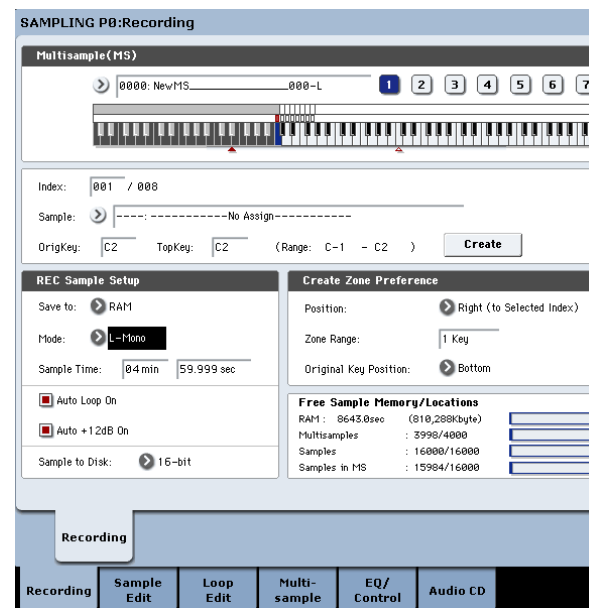 SAMPLING P0:Recording
Multisample(MS)
0000: NewMS_______________000-L 1 2 3 4 5 6 7
Index: 001 / 008
Sample: ----: -----------No Assign-----------
OrigKey: C2 TopKey: C2 (Range: C-1 - C2 ) Create
REC Sample Setup
Save to: RAM
Mode: L-Mono
Sample Time: 04 min 59.999 sec
Auto Loop On
Auto +12dB On
Sample to Disk: 16-bit
Create Zone Preference
Position: Right (to Selected Index)
Zone Range: 1 Key
Original Key Position: Bottom
Free Sample Memory/Locations
RAM : 8643.0sec (810,288Kbyte)
Multisamples : 3998/4000
Samples : 16000/16000
Samples in MS : 15984/16000
Recording
Recording Sample Edit Loop Edit Multi-sample EQ/Control Audio CD